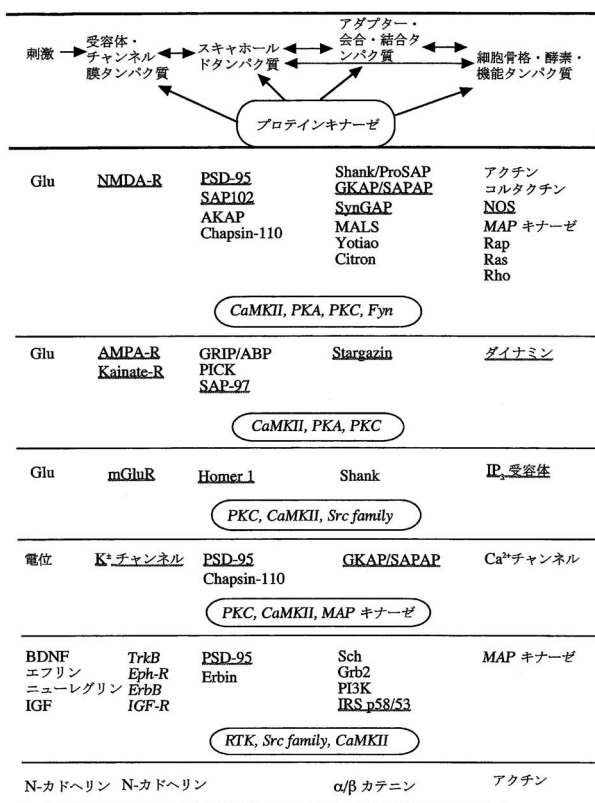 刺激
受容体・
チャンネル
膜タンパク質
スキャホール
ドタンパク質
アダプター・
会合・結合タ
ンパク質
細胞骨格・酵素・
機能タンパク質
プロテインキナーゼ
Glu NMDA-R PSD-95 Shank/ProSAP アクチン
SAP102 GKAP/SAPAP コルタクチン
AKAP SynGAP NOS
Chapsin-110 MALS MAP キナーゼ
Yotiao Rap
Citron Ras
Rho
CaMKII, PKA, PKC, Fyn
Glu AMPA-R GRIP/ABP Stargazin ダイナミン
Kainate-R PICK
SAP-97
CaMKII, PKA, PKC
Glu mGluR Homer 1 Shank IP₃ 受容体
PKC, CaMKII, Src family
電位 K± チャンネル PSD-95 GKAP/SAPAP Ca²⁺チャンネル
Chapsin-110
PKC, CaMKII, MAP キナーゼ
BDNF TrkB PSD-95 Sch MAP キナーゼ
エフリン Eph-R Erbin Grb2
ニューレグリン ErbB PI3K
IGF IGF-R IRS p58/53
RTK, Src family, CaMKII
N-カドヘリン N-カドヘリン α/β カテニン アクチン